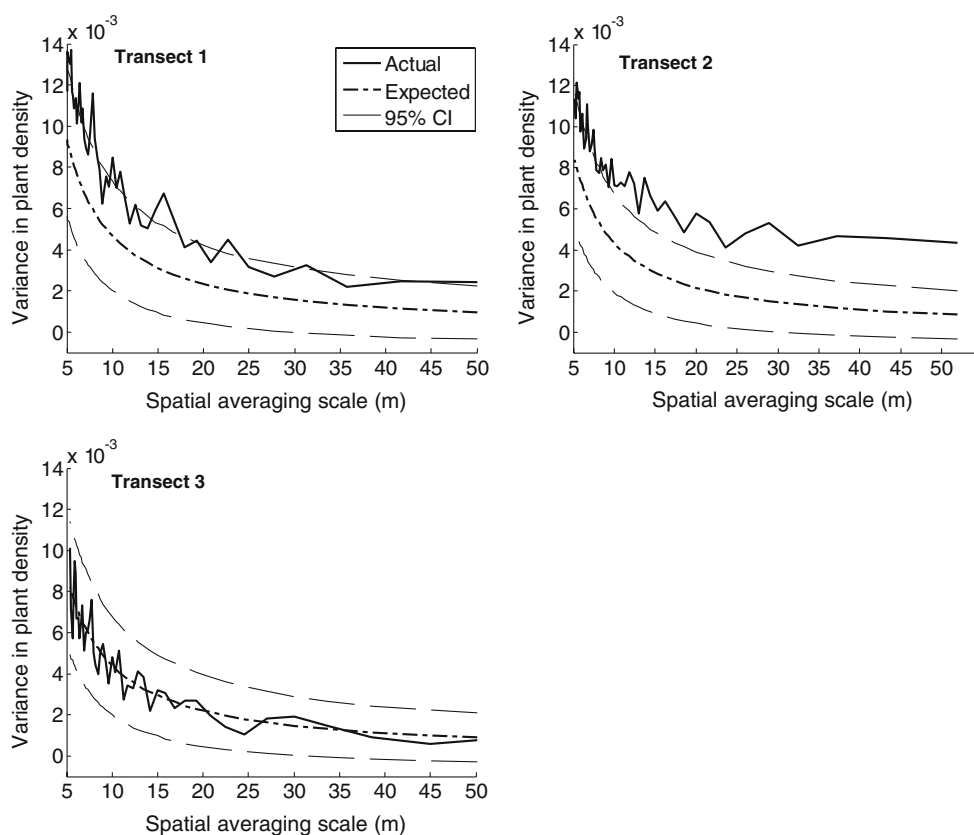 x 10⁻³
Transect 1
Actual
Expected
95% CI
Variance in plant density
14
12
10
8
6
4
2
0
5 10 15 20 25 30 35 40 45 50
Spatial averaging scale (m)
x 10⁻³
Transect 2
Variance in plant density
14
12
10
8
6
4
2
0
5 10 15 20 25 30 35 40 45 50
Spatial averaging scale (m)
x 10⁻³
Transect 3
Variance in plant density
14
12
10
8
6
4
2
0
5 10 15 20 25 30 35 40 45 50
Spatial averaging scale (m)